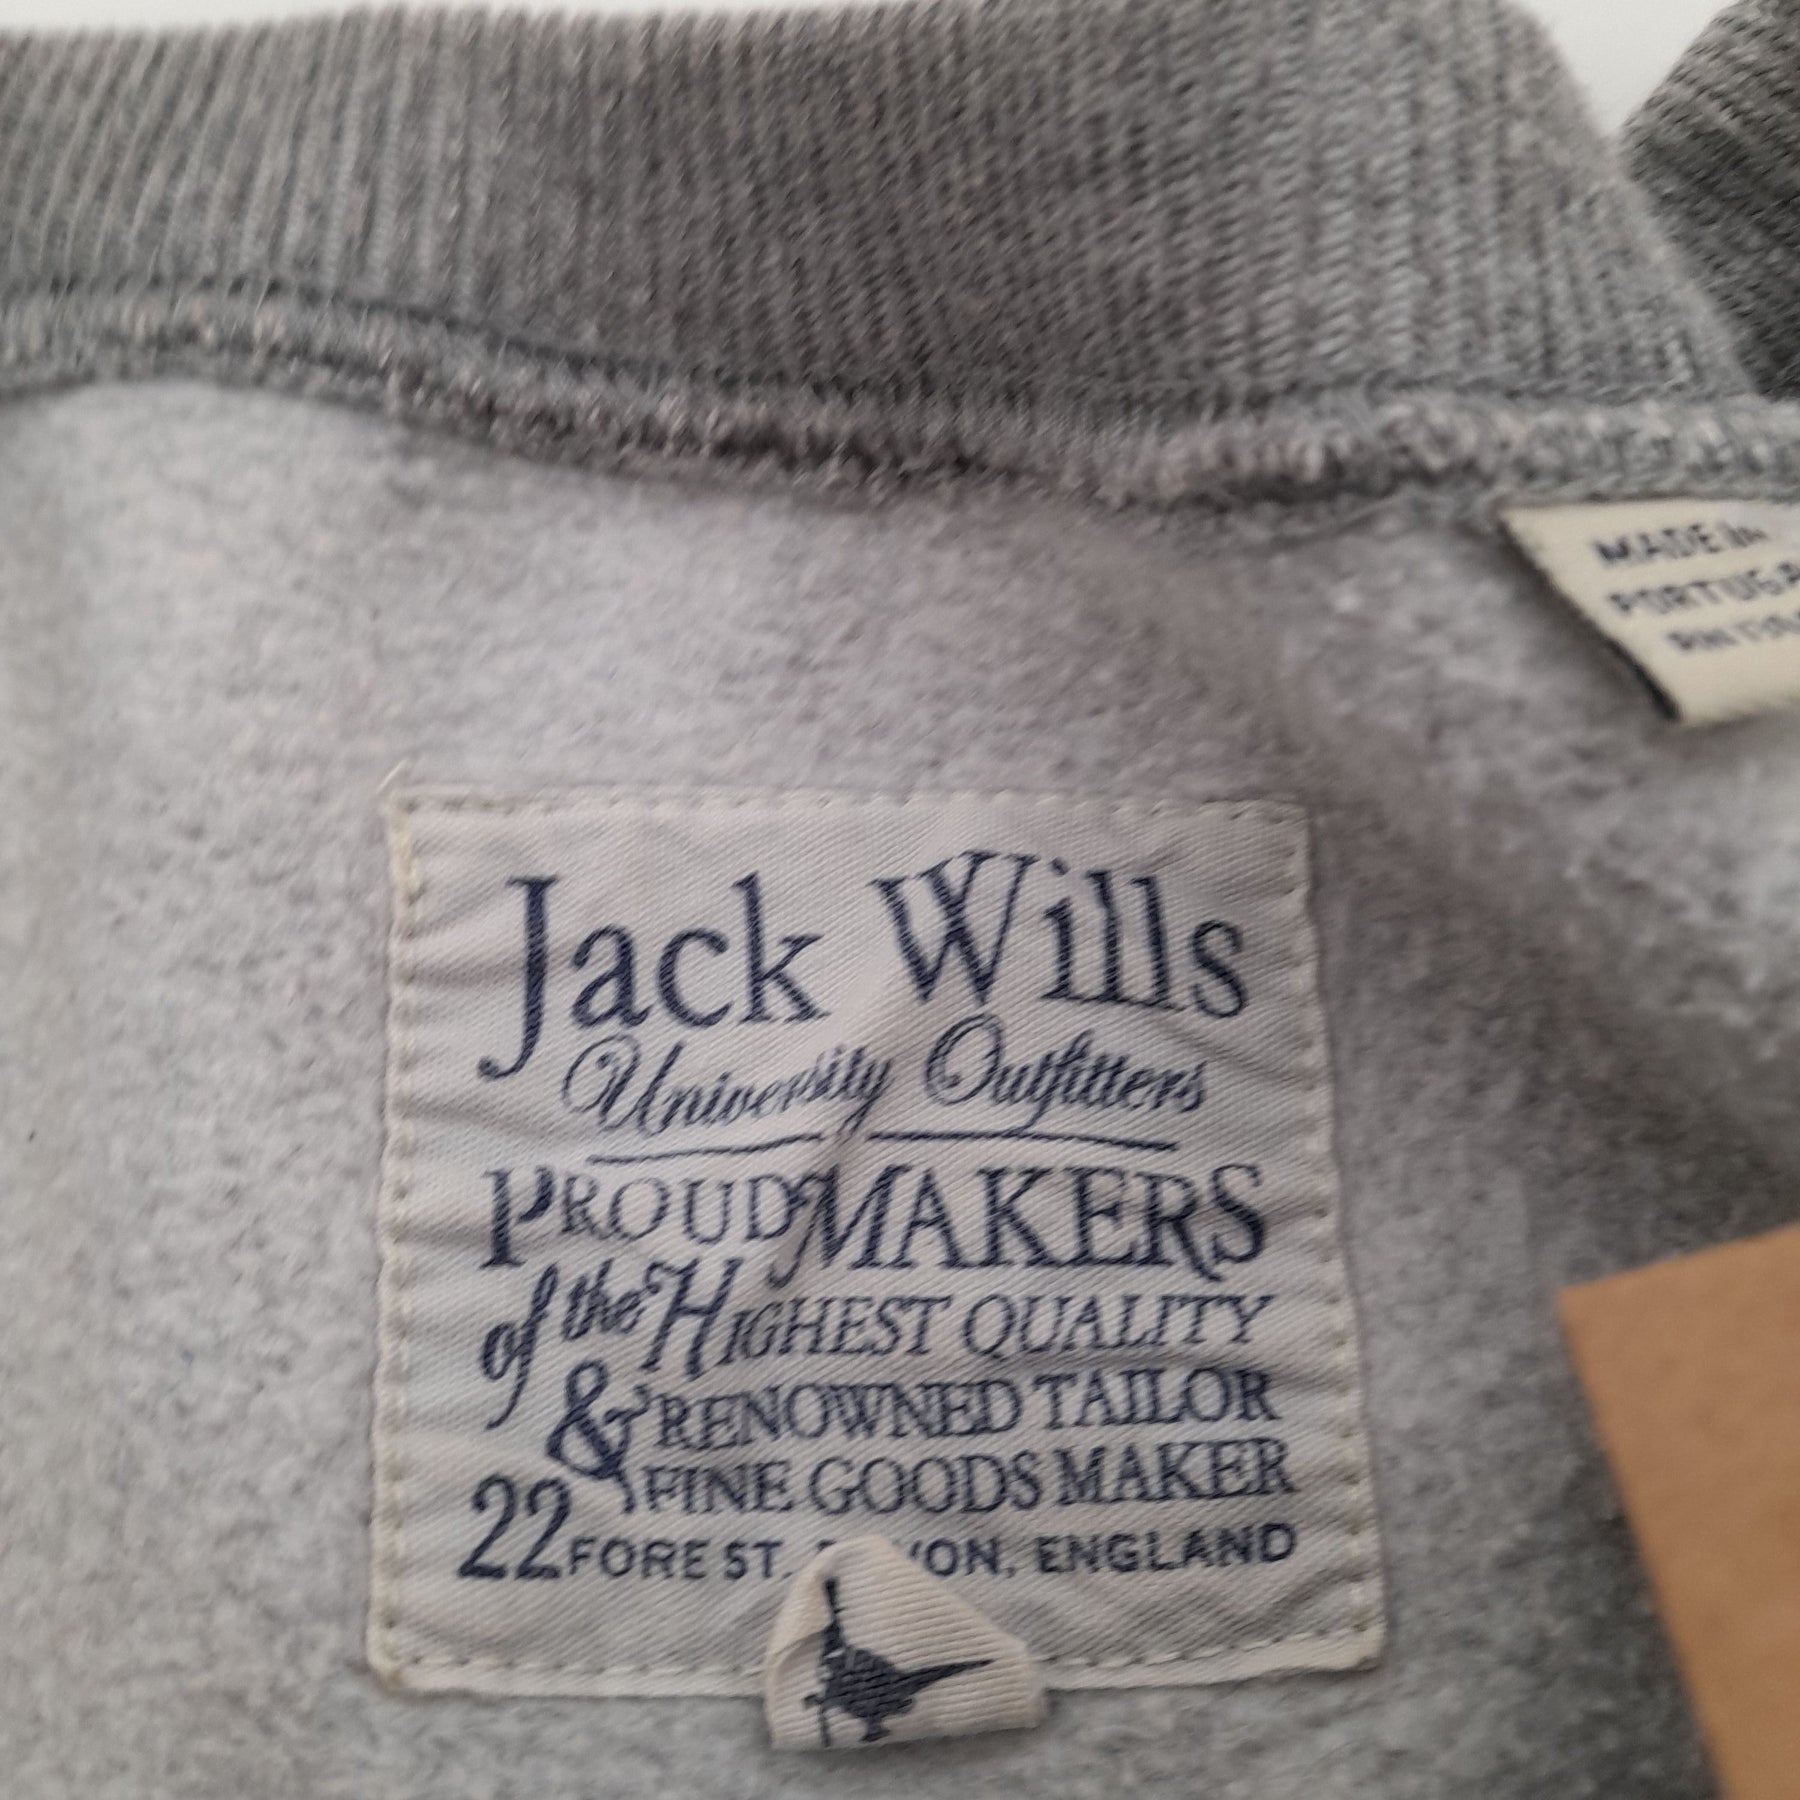 MADE IN
Jack Wills
University Outfitters
PROUD MAKERS
of the HIGHEST QUALITY
& RENOWNED TAILOR
FINE GOODS MAKER
22 FORE ST. ENGLAND